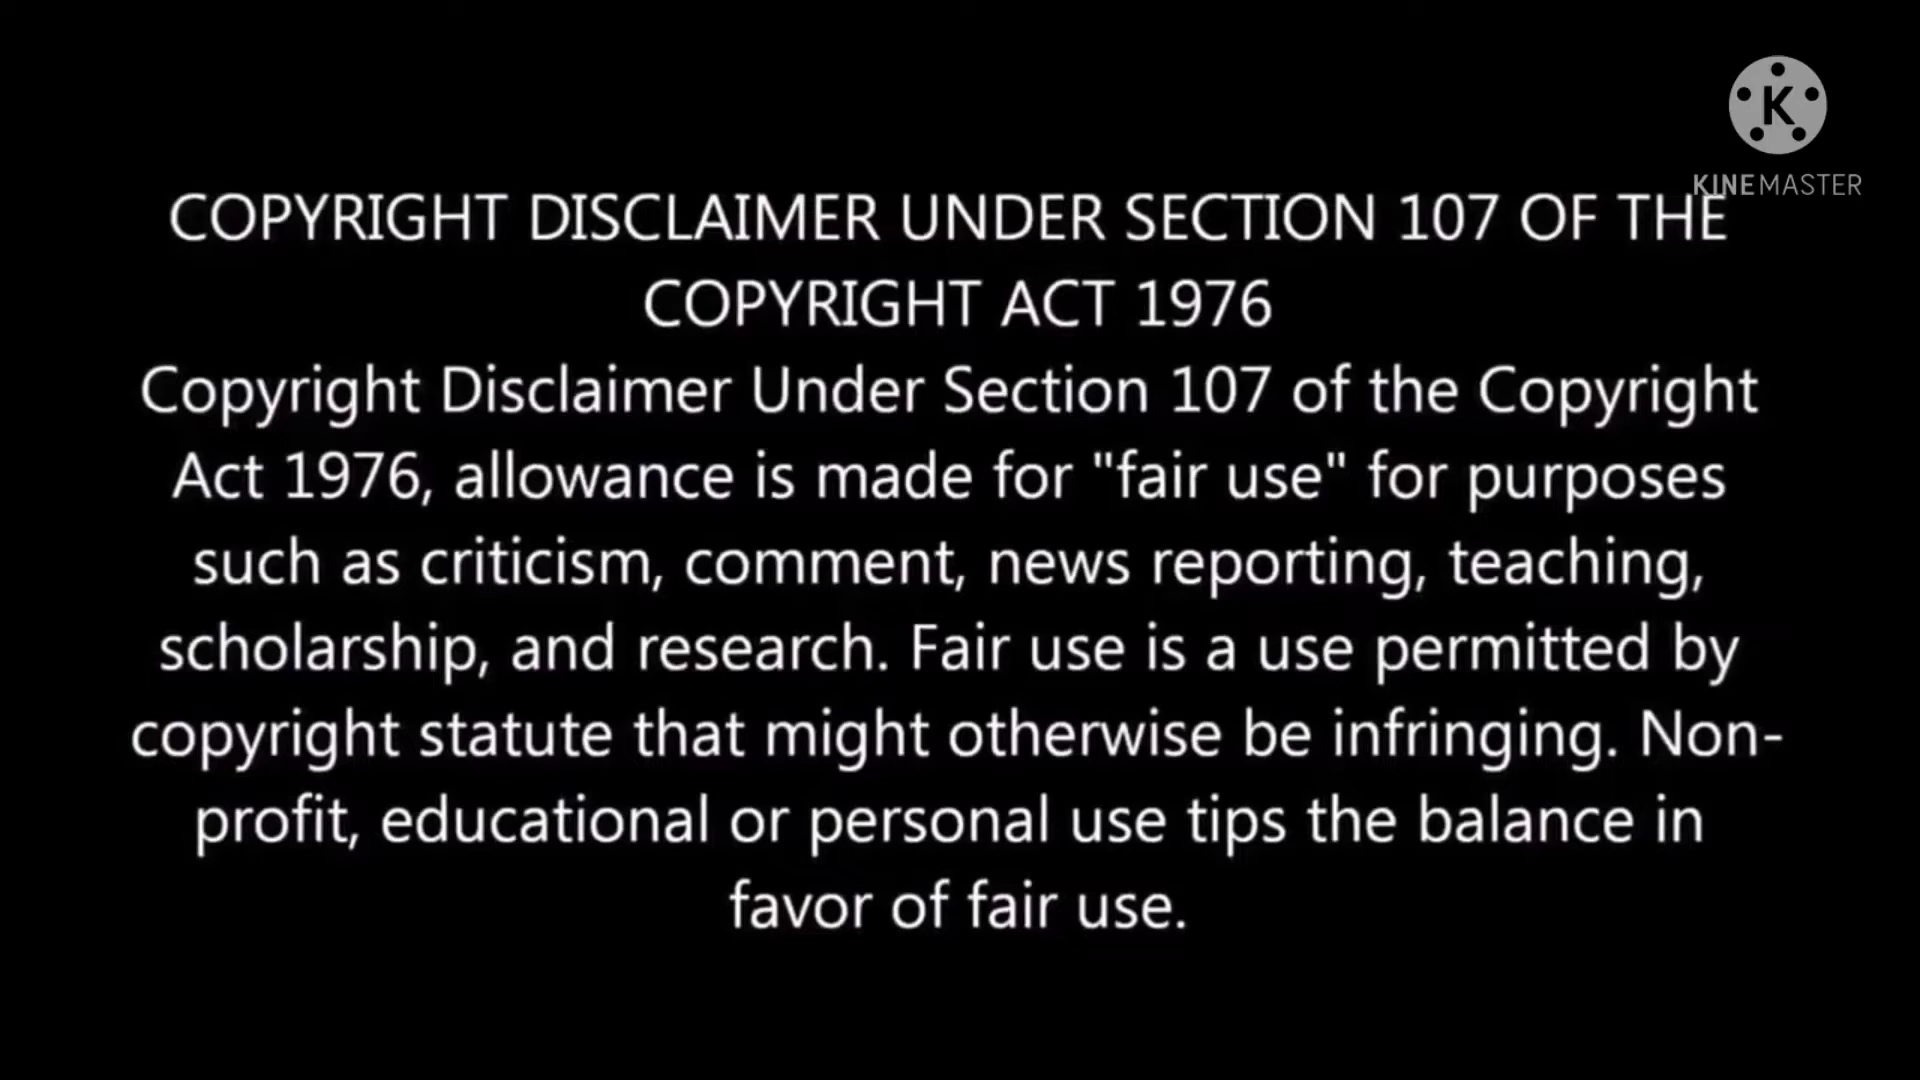 K
KINEMASTER
COPYRIGHT DISCLAIMER UNDER SECTION 107 OF THE
COPYRIGHT ACT 1976
Copyright Disclaimer Under Section 107 of the Copyright
Act 1976, allowance is made for "fair use" for purposes
such as criticism, comment, news reporting, teaching,
scholarship, and research. Fair use is a use permitted by
copyright statute that might otherwise be infringing. Non-
profit, educational or personal use tips the balance in
favor of fair use.